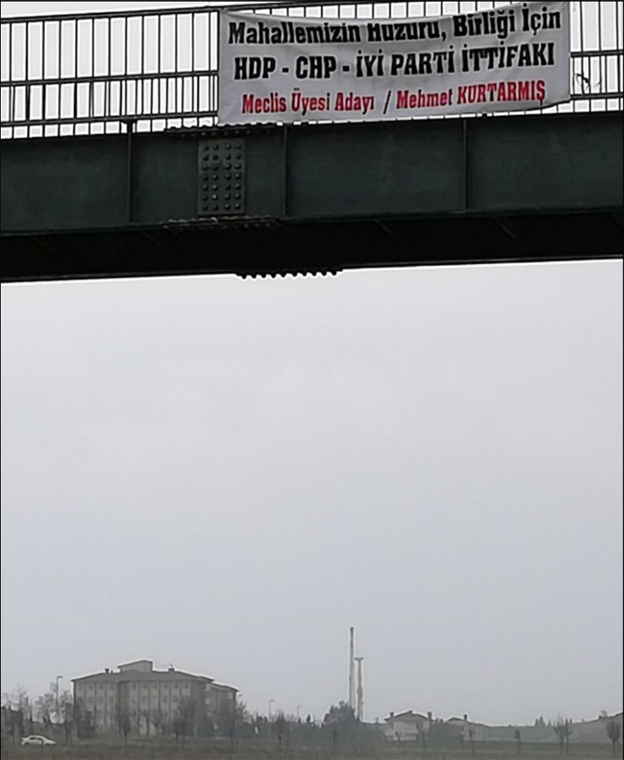 Mahallemizin Huzuru, Birliği İçin
HDP - CHP - İYİ PARTİ İTTİFAKI
Meclis Üyesi Adayı / Mehmet KURTARMIŞ